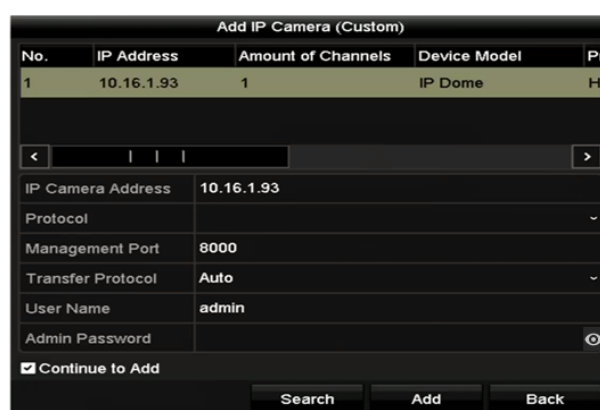 Add IP Camera (Custom)
No. IP Address Amount of Channels Device Model
1 10.16.1.93 1 IP Dome
IP Camera Address 10.16.1.93
Protocol
Management Port 8000
Transfer Protocol Auto
User Name admin
Admin Password
Continue to Add
Search Add Back